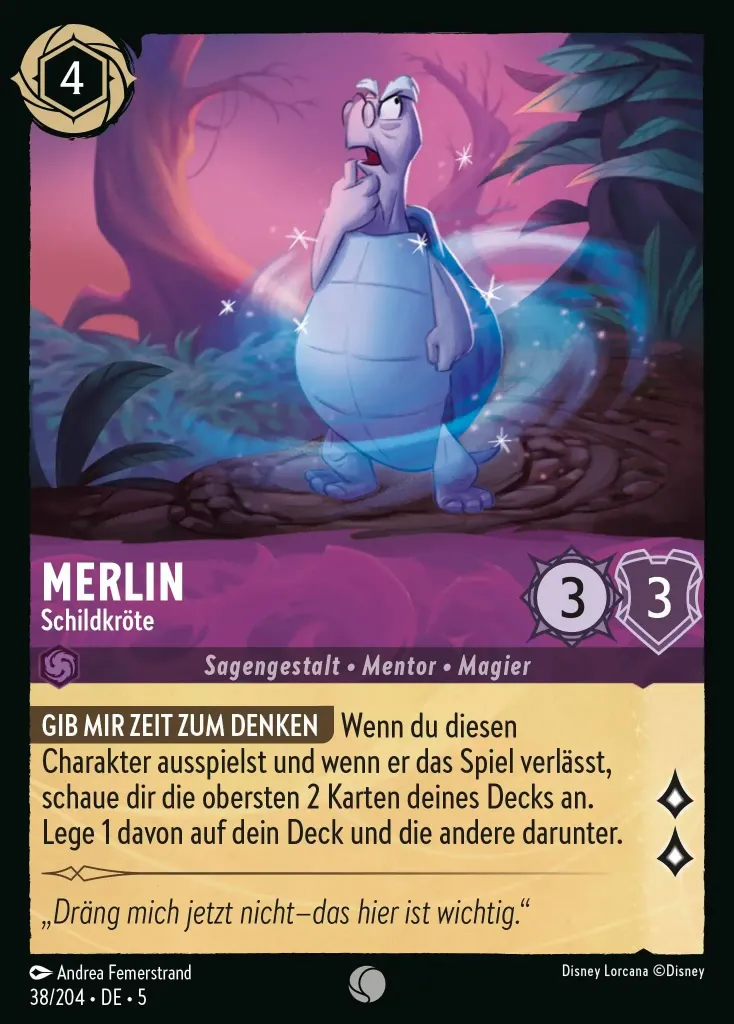 4
MERLIN
Schildkröte
3
3
Sagengestalt • Mentor • Magier
GIB MIR ZEIT ZUM DENKEN Wenn du diesen
Charakter ausspielst und wenn er das Spiel verlässt,
schaue dir die obersten 2 Karten deines Decks an.
Lege 1 davon auf dein Deck und die andere darunter.
„Dräng mich jetzt nicht—das hier ist wichtig.“
Andrea Femerstrand
Disney Lorcana ©Disney
38/204 • DE • 5